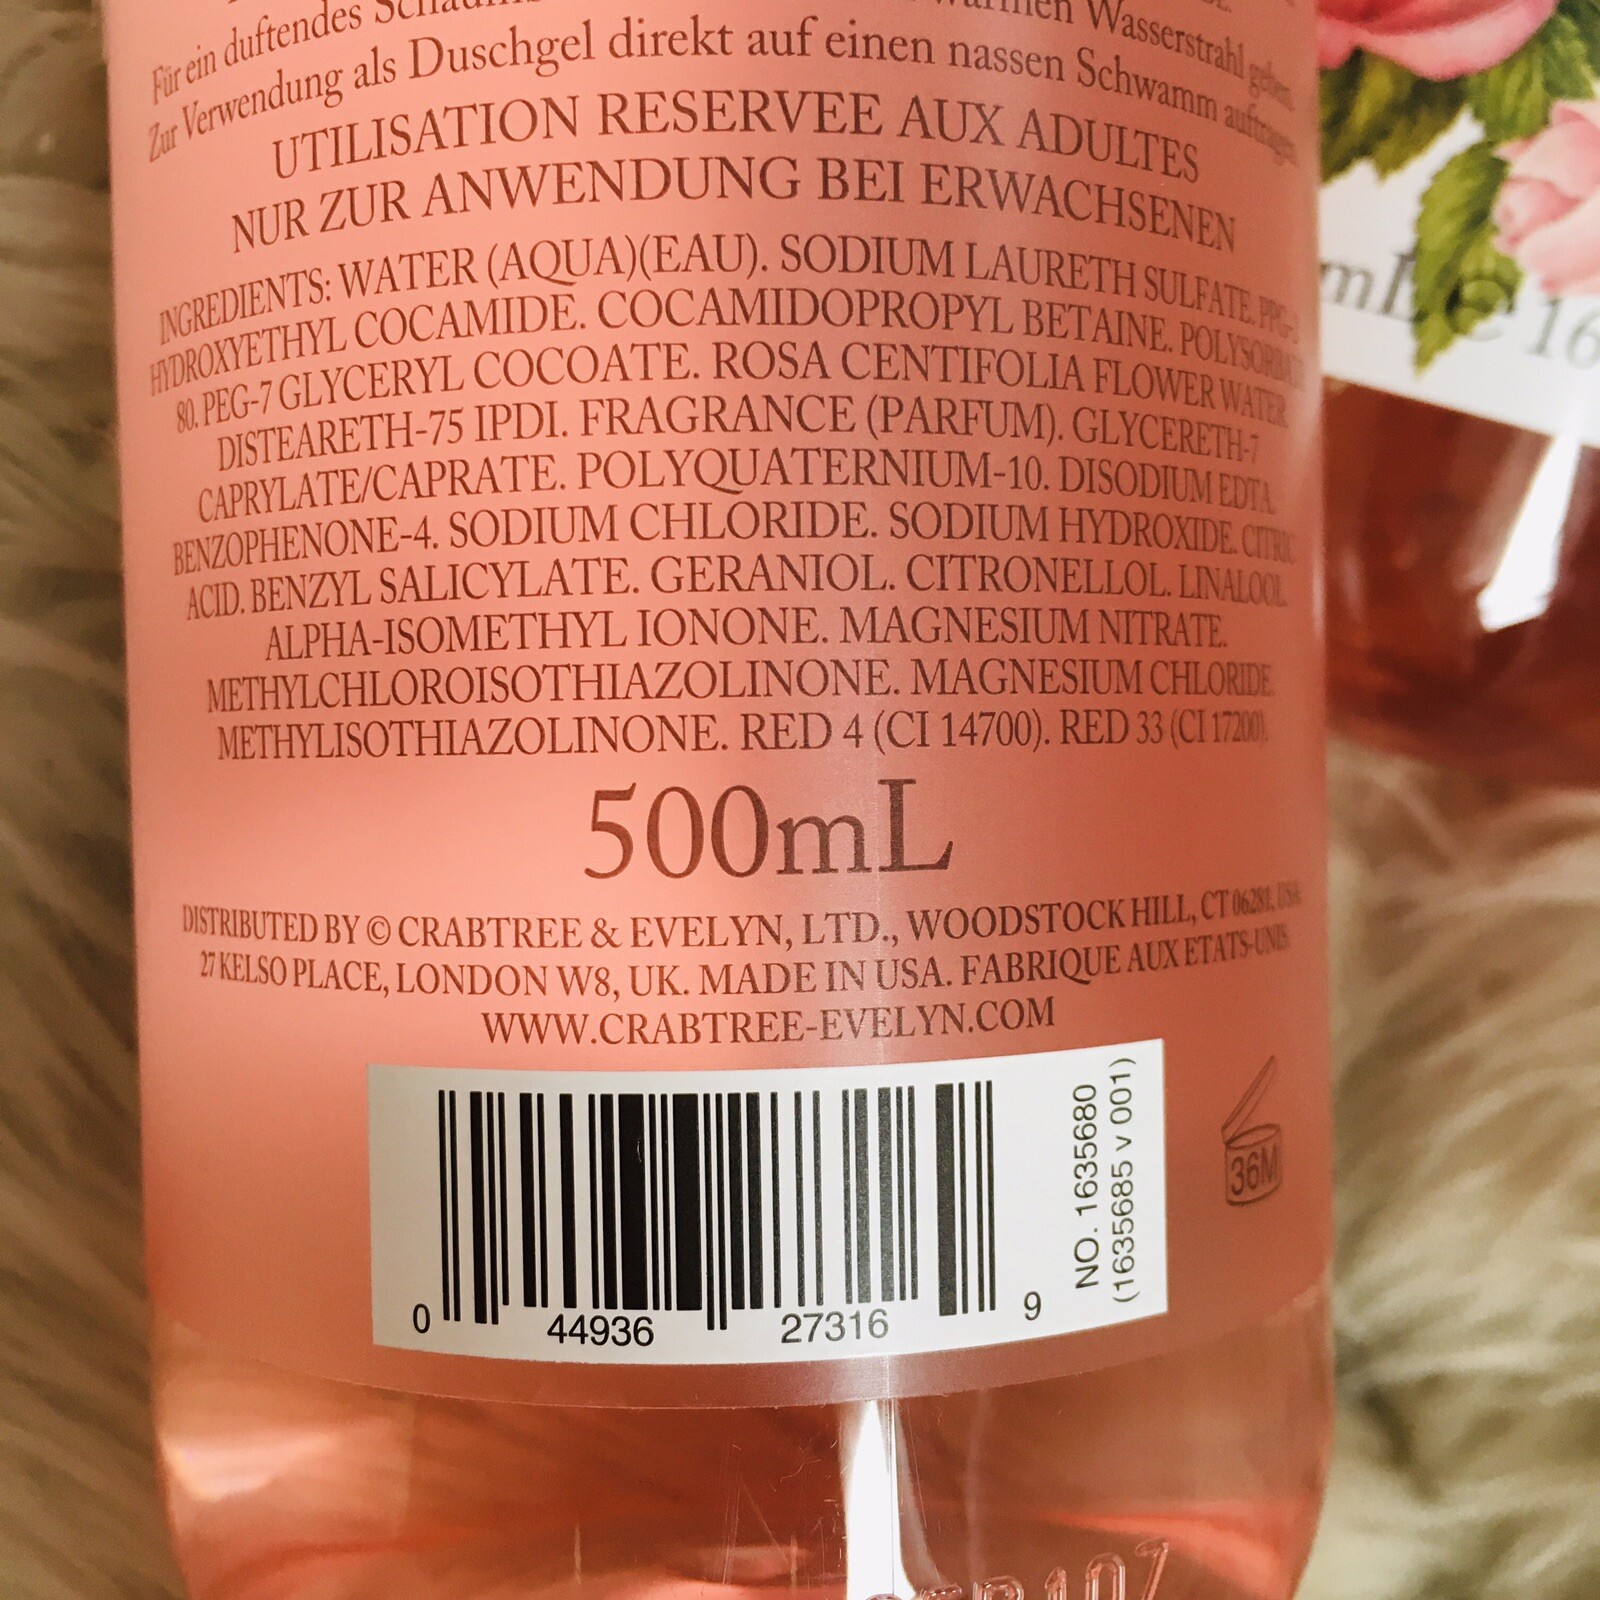 Für ein duftendes Wasserstrahl geben.
Zur Verwendung als Duschgel direkt auf einen nassen Schwamm auftragen.
UTILISATION RESERVEE AUX ADULTES
NUR ZUR ANWENDUNG BEI ERWACHSENEN
INGREDIENTS: WATER (AQUA)(EAU). SODIUM LAURETH SULFATE.
HYDROXYETHYL COCAMIDE. COCAMIDOPROPYL BETAINE. POLYSORBATE
80. PEG-7 GLYCERYL COCOATE. ROSA CENTIFOLIA FLOWER WATER.
DISTEARETH-75 IPDI. FRAGRANCE (PARFUM). GLYCERETH-7
CAPRYLATE/CAPRATE. POLYQUATERNIUM-10. DISODIUM EDTA.
BENZOPHENONE-4. SODIUM CHLORIDE. SODIUM HYDROXIDE. CITRIC
ACID. BENZYL SALICYLATE. GERANIOL. CITRONELLOL. LINALOOL.
ALPHA-ISOMETHYL IONONE. MAGNESIUM NITRATE.
METHYLCHLOROISOTHIAZOLINONE. MAGNESIUM CHLORIDE.
METHYLISOTHIAZOLINONE. RED 4 (CI 14700). RED 33 (CI 17200).
500mL
DISTRIBUTED BY © CRABTREE & EVELYN, LTD., WOODSTOCK HILL, CT 06281, USA
27 KELSO PLACE, LONDON W8, UK. MADE IN USA. FABRIQUE AUX ETATS-UNIS
WWW.CRABTREE-EVELYN.COM
0 44936 27316 9
NO. 1635680
(1635685 v 001)
36M
mL e 16